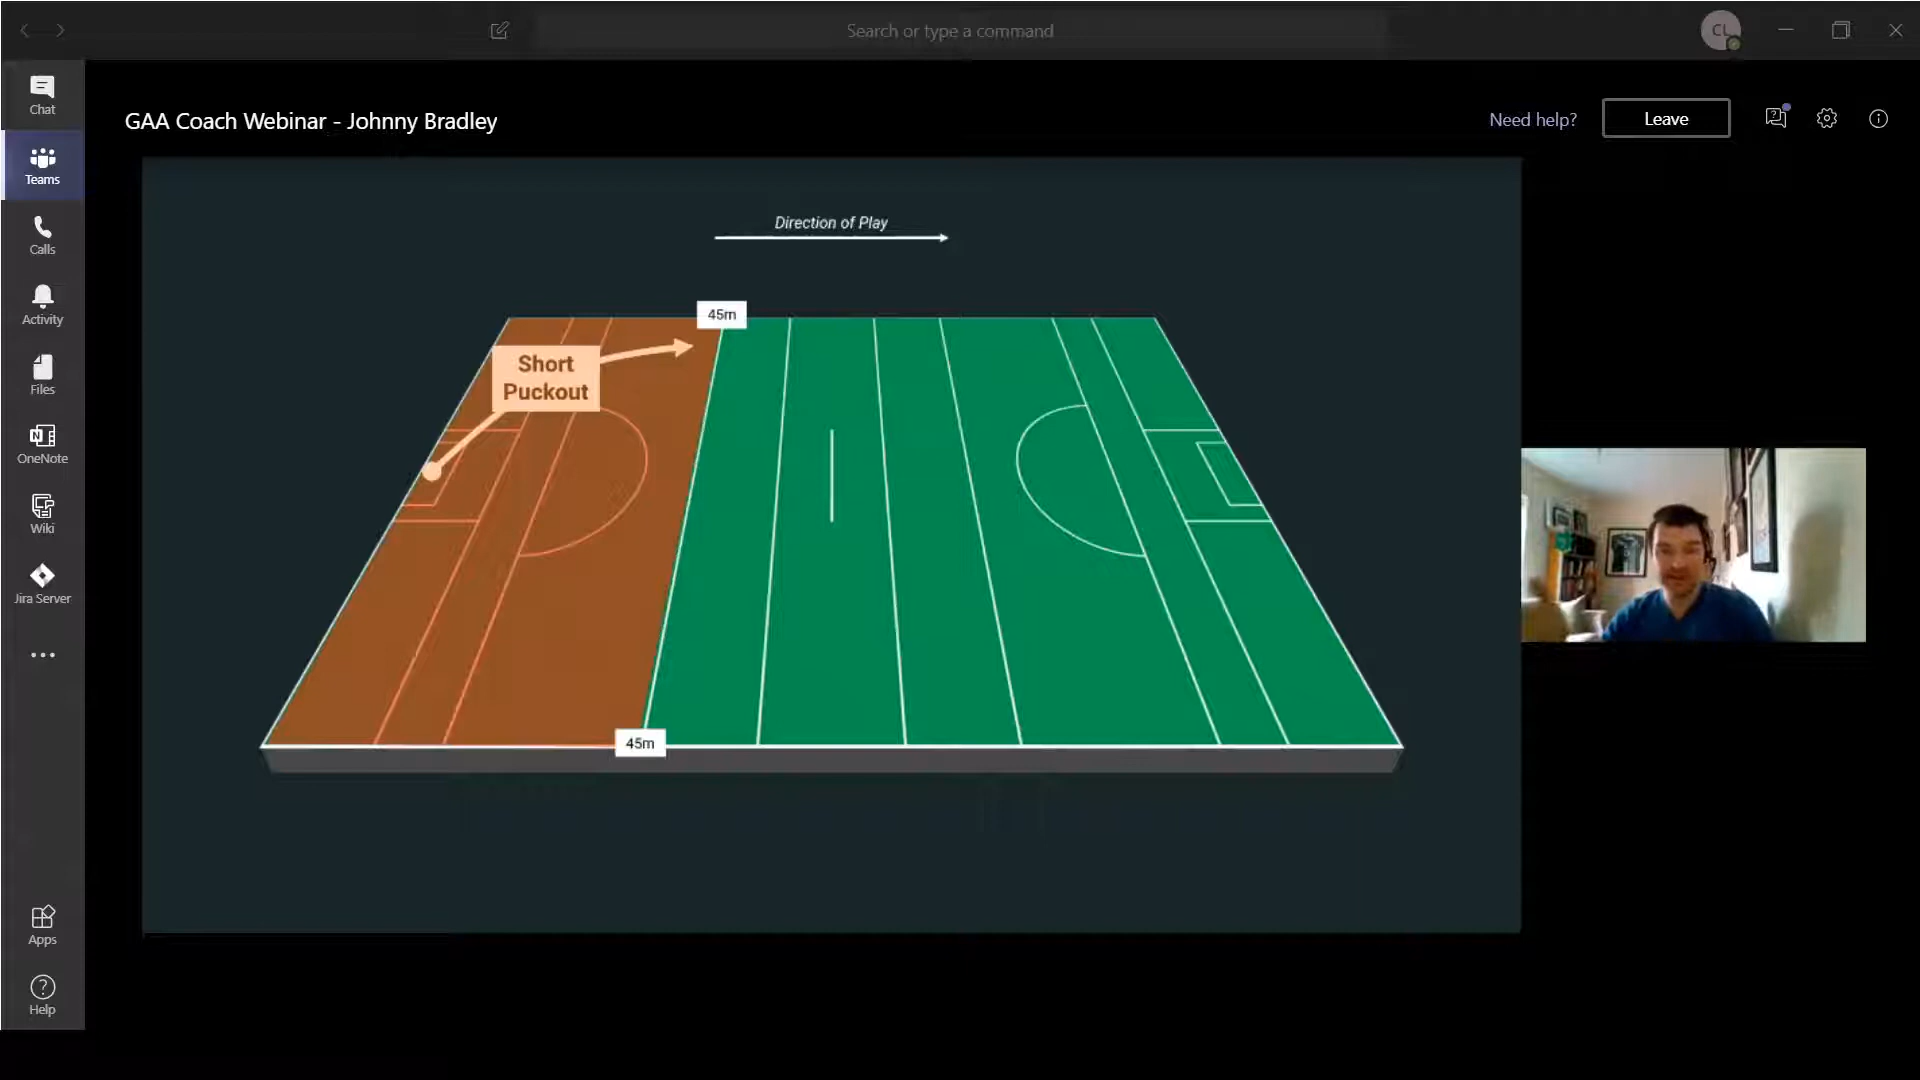 Search or type a command
CL
Chat
Teams
Calls
Activity
Files
OneNote
Wiki
Jira Server
Apps
Help
GAA Coach Webinar - Johnny Bradley
Need help?
Leave
Direction of Play
45m
Short
Puckout
45m